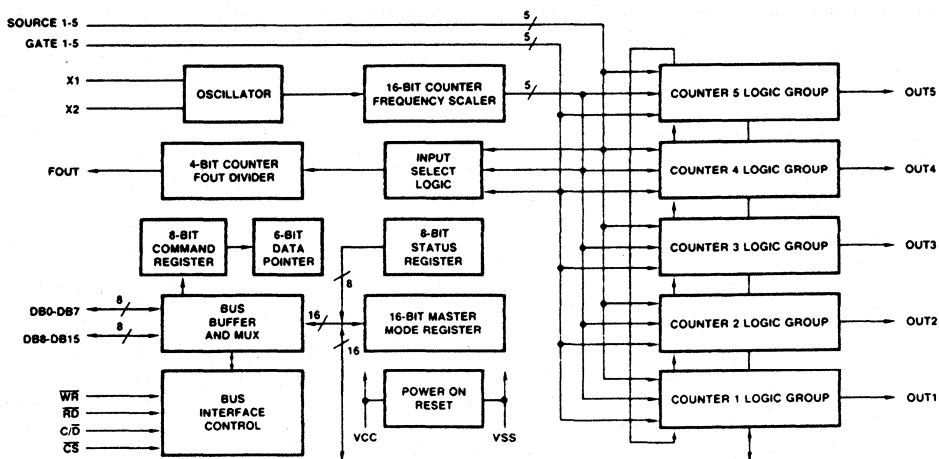 SOURCE 1-5
5
GATE 1-5
5
X1
X2
OSCILLATOR
16-BIT COUNTER
FREQUENCY SCALER
5
COUNTER 5 LOGIC GROUP
OUT5
FOUT
4-BIT COUNTER
FOUT DIVIDER
INPUT
SELECT
LOGIC
COUNTER 4 LOGIC GROUP
OUT4
8-BIT
COMMAND
REGISTER
6-BIT
DATA
POINTER
8-BIT
STATUS
REGISTER
COUNTER 3 LOGIC GROUP
OUT3
8
DB0-DB7
8
DB8-DB15
8
BUS
BUFFER
AND MUX
16
16
16-BIT MASTER
MODE REGISTER
COUNTER 2 LOGIC GROUP
OUT2
WR
RD
C/D
CS
BUS
INTERFACE
CONTROL
POWER ON
RESET
VCC
VSS
COUNTER 1 LOGIC GROUP
OUT1